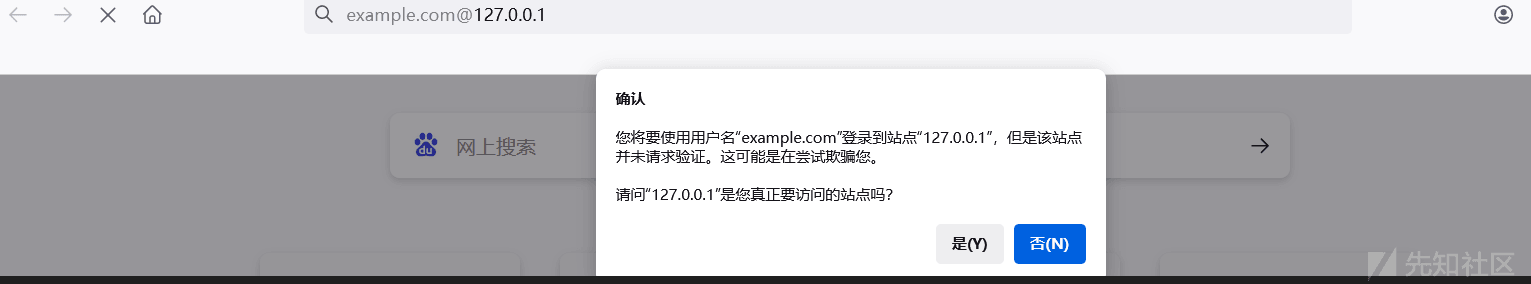 example.com@127.0.0.1
确认
您将要使用用户名“example.com”登录到站点“127.0.0.1”，但是该站点
并未请求验证。这可能是在尝试欺骗您。
du 网上搜索
请问“127.0.0.1”是您真正要访问的站点吗?
是(Y) 否(N)
先知社区